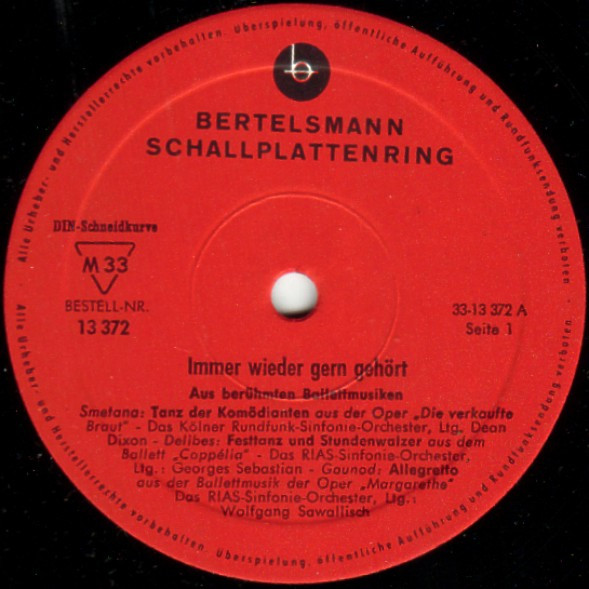 Alle Urheber- und Herstellerrechte vorbehalten. Überspielung, öffentliche Aufführung und Rundfunksendung verboten.
b
BERTELSMANN
SCHALLPLATTENRING
DIN-Schneidkurve
M 33
BESTELL-NR.
13 372
33-13 372 A
Seite 1
Immer wieder gern gehört
Aus berühmten Ballettmusiken
Smetana: Tanz der Komödianten aus der Oper „Die verkaufte
Braut" - Das Kölner Rundfunk-Sinfonie-Orchester, Ltg. Dean
Dixon - Delibes: Festtanz und Stundenwalzer aus dem
Ballett „Coppélia" - Das RIAS-Sinfonie-Orchester,
Ltg.: Georges Sebastian - Gounod: Allegretto
aus der Ballettmusik der Oper „Margarethe"
Das RIAS-Sinfonie-Orchester, Ltg.:
Wolfgang Sawallisch
Alle Urheber- und Herstellerrechte vorbehalten. Überspielung, öffentliche Aufführung und Rundfunksendung verboten.